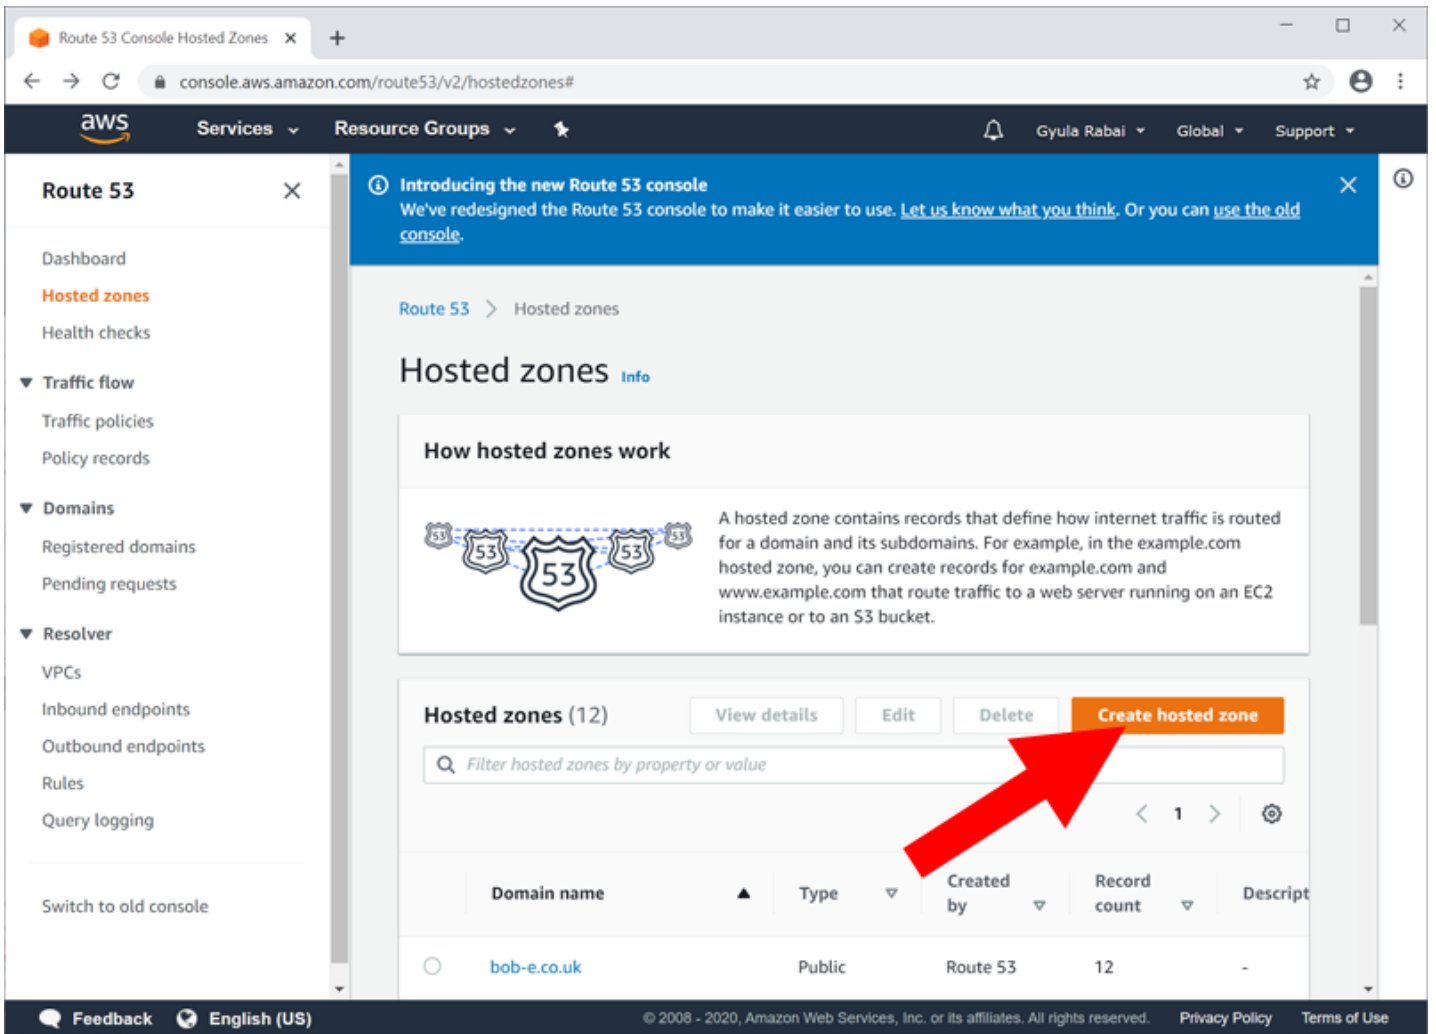 Route 53 Console Hosted Zones
console.aws.amazon.com/route53/v2/hostedzones#
aws
Services
Resource Groups
Gyula Rabai
Global
Support
Route 53
Dashboard
Hosted zones
Health checks
Traffic flow
Traffic policies
Policy records
Domains
Registered domains
Pending requests
Resolver
VPCs
Inbound endpoints
Outbound endpoints
Rules
Query logging
Switch to old console
Introducing the new Route 53 console
We've redesigned the Route 53 console to make it easier to use. Let us know what you think. Or you can use the old
console.
Route 53 > Hosted zones
Hosted zones Info
How hosted zones work
53 53 53 53 53
A hosted zone contains records that define how internet traffic is routed
for a domain and its subdomains. For example, in the example.com
hosted zone, you can create records for example.com and
www.example.com that route traffic to a web server running on an EC2
instance or to an S3 bucket.
Hosted zones (12)
View details
Edit
Delete
Create hosted zone
Filter hosted zones by property or value
1
Domain name
Type
Created
by
Record
count
Descript
bob-e.co.uk
Public
Route 53
12
-
Feedback
English (US)
© 2008 - 2020, Amazon Web Services, Inc. or its affiliates. All rights reserved.
Privacy Policy
Terms of Use